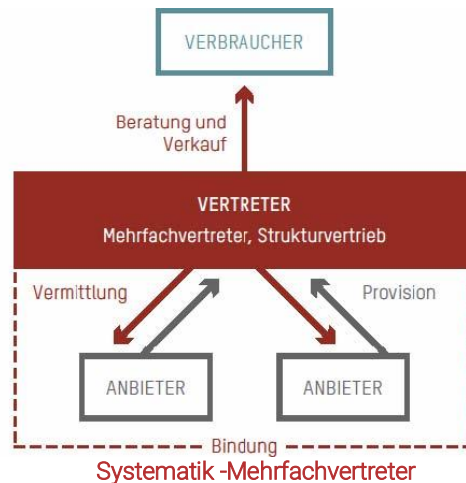 VERBRAUCHER
Beratung und
Verkauf
VERTRETER
Mehrfachvertreter, Strukturvertrieb
Vermittlung
Provision
ANBIETER
ANBIETER
Bindung
Systematik -Mehrfachvertreter